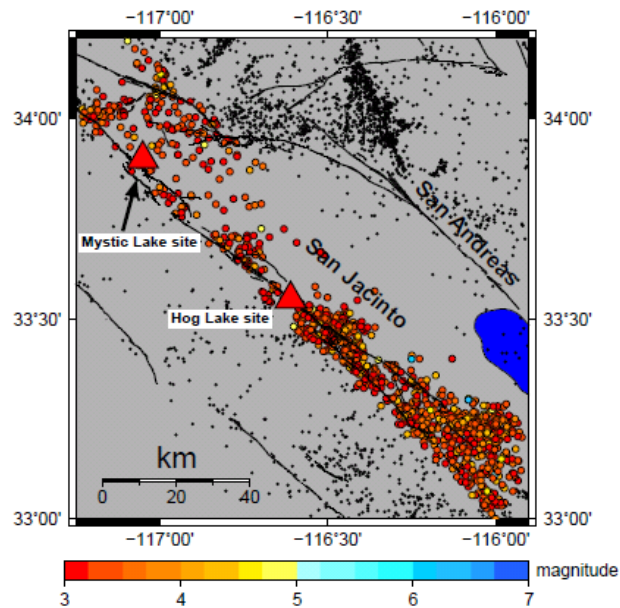 −117˚00' −116˚30' −116˚00'
34˚00' 34˚00'
San Andreas
Mystic Lake site
San Jacinto
Hog Lake site
33˚30' 33˚30'
km
0 20 40
33˚00' 33˚00'
−117˚00' −116˚30' −116˚00'
magnitude
3 4 5 6 7